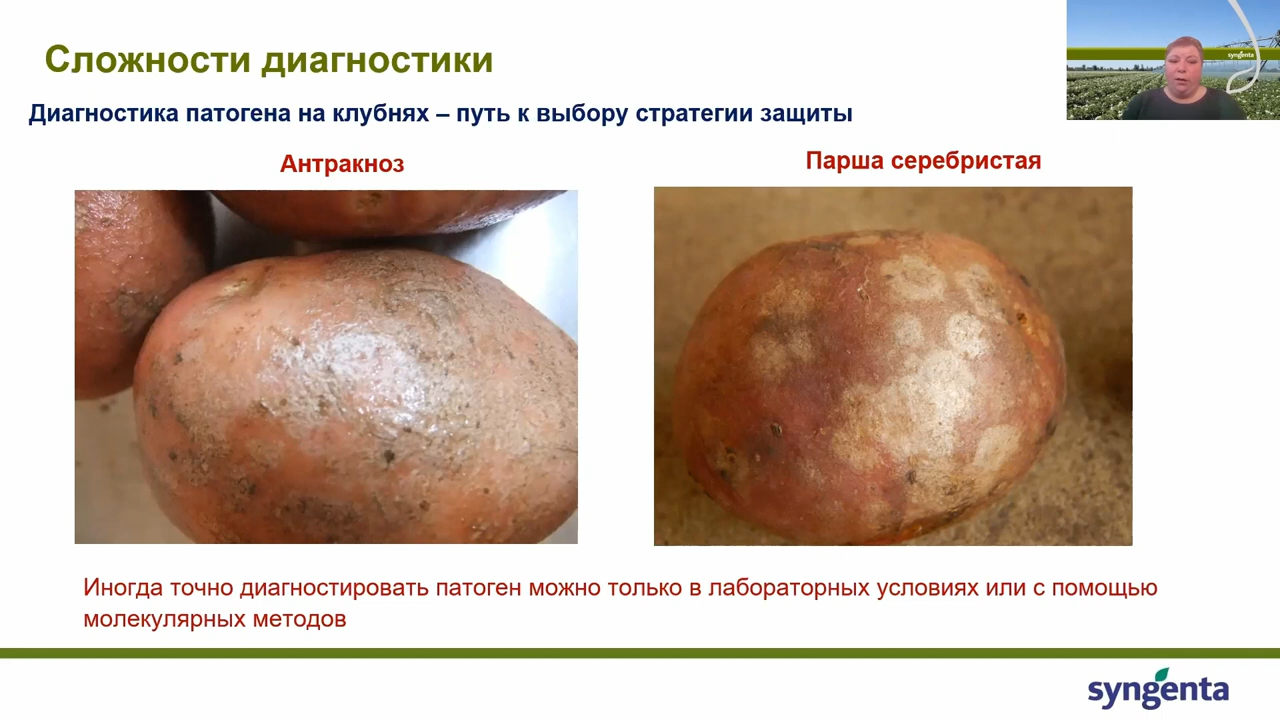 Сложности диагностики
syngenta
Диагностика патогена на клубнях – путь к выбору стратегии защиты
Антракноз
Парша серебристая
Иногда точно диагностировать патоген можно только в лабораторных условиях или с помощью
молекулярных методов
syngenta